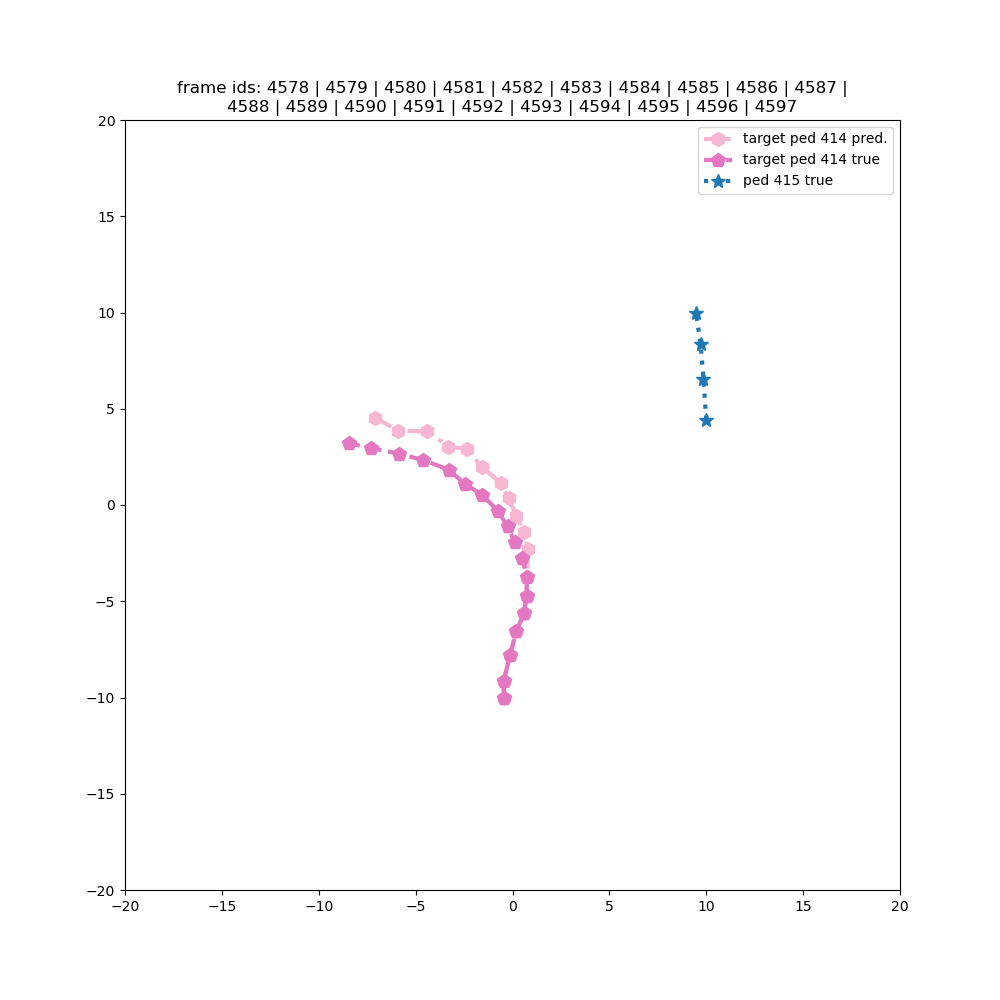 frame ids: 4578 | 4579 | 4580 | 4581 | 4582 | 4583 | 4584 | 4585 | 4586 | 4587 |
4588 | 4589 | 4590 | 4591 | 4592 | 4593 | 4594 | 4595 | 4596 | 4597
target ped 414 pred.
target ped 414 true
ped 415 true
20
15
10
5
0
−5
−10
−15
−20
−20 −15 −10 −5 0 5 10 15 20